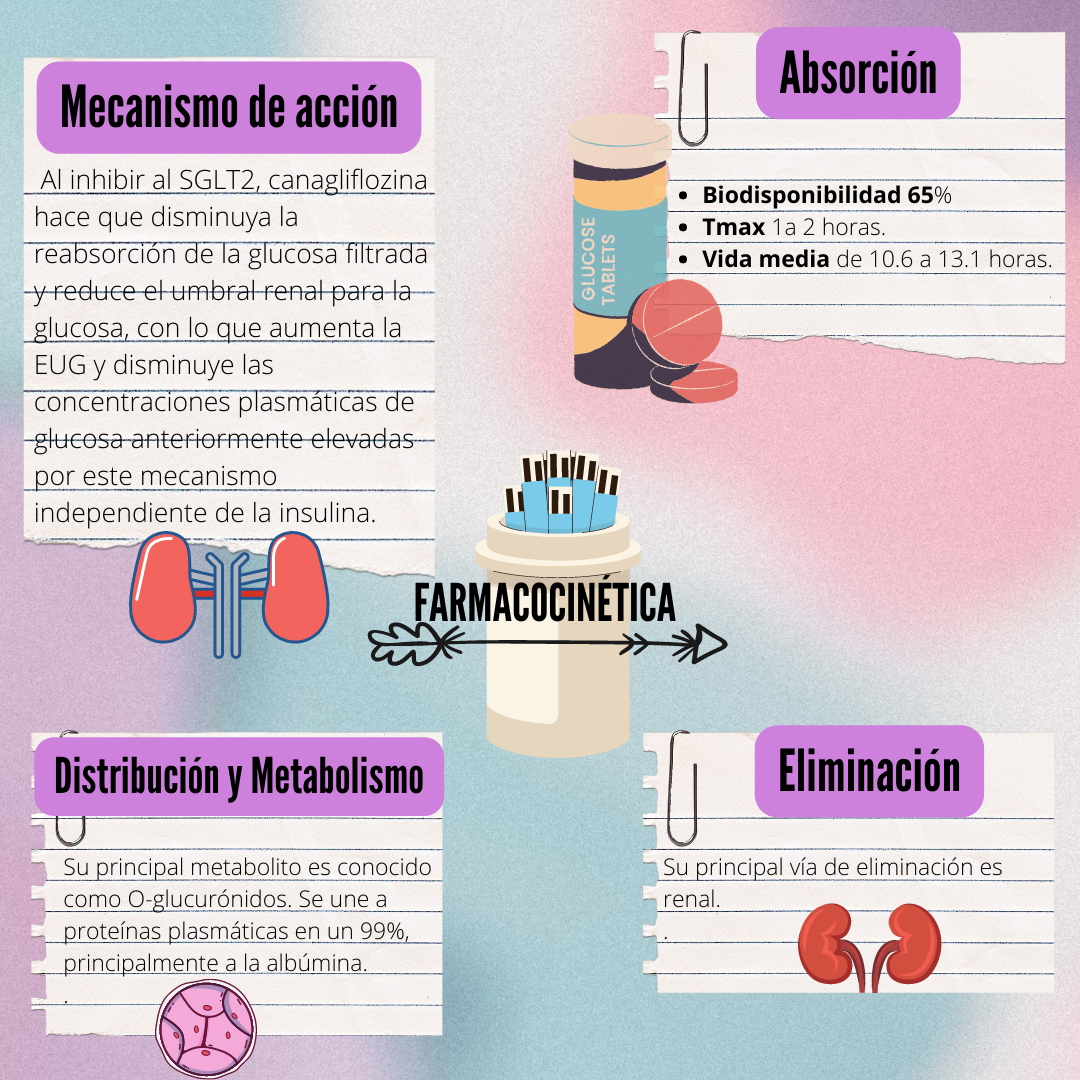 Mecanismo de acción
Al inhibir al SGLT2, canagliflozina
hace que disminuya la
reabsorción de la glucosa filtrada
y reduce el umbral renal para la
glucosa, con lo que aumenta la
EUG y disminuye las
concentraciones plasmáticas de
glucosa anteriormente elevadas
por este mecanismo
independiente de la insulina.
Absorción
• Biodisponibilidad 65%
• Tmax 1a 2 horas.
• Vida media de 10.6 a 13.1 horas.
.
GLUCOSE
TABLETS
FARMACOCINÉTICA
Distribución y Metabolismo
Su principal metabolito es conocido
como O-glucurónidos. Se une a
proteínas plasmáticas en un 99%,
principalmente a la albúmina.
.
Eliminación
Su principal vía de eliminación es
renal.
.